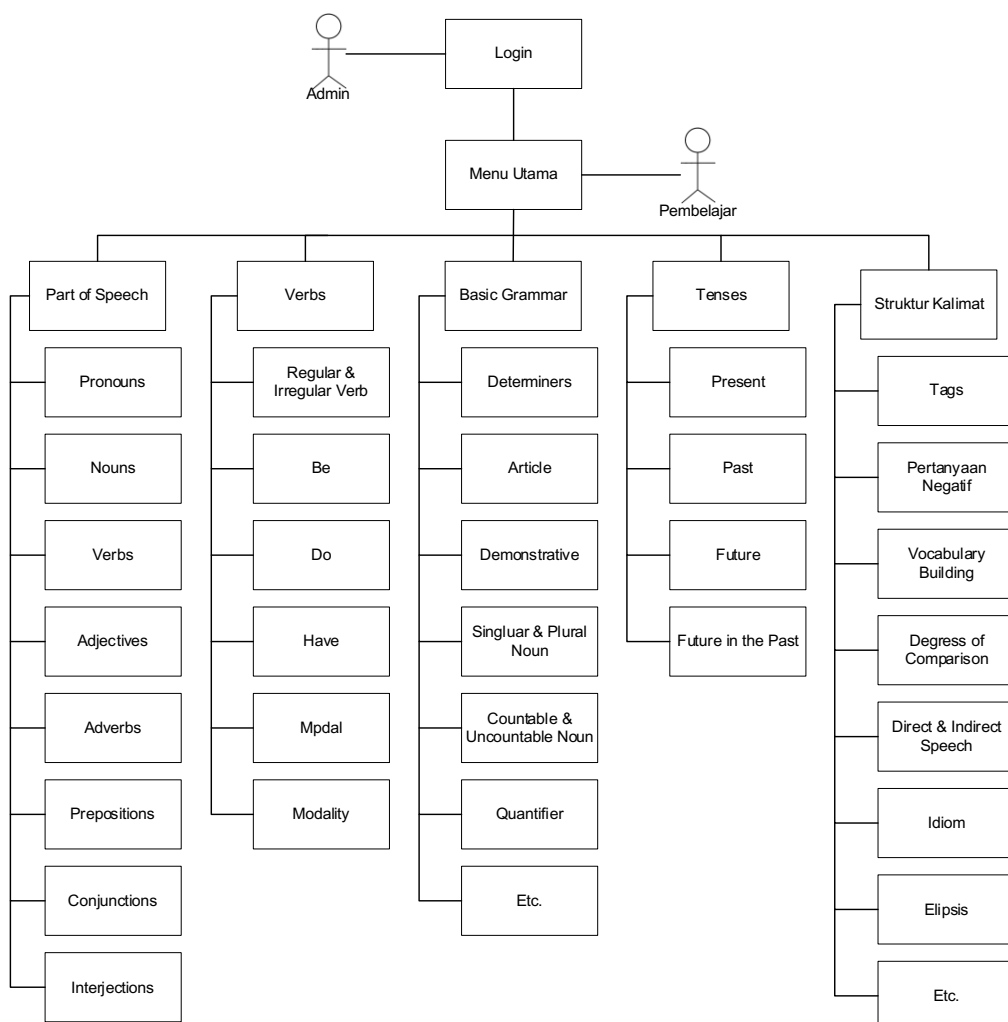 Login
Admin
Menu Utama
Pembelajar
Part of Speech
Pronouns
Nouns
Verbs
Adjectives
Adverbs
Prepositions
Conjunctions
Interjections
Verbs
Regular &
Irregular Verb
Be
Do
Have
Mpdal
Modality
Basic Grammar
Determiners
Article
Demonstrative
Singluar & Plural
Noun
Countable &
Uncountable Noun
Quantifier
Etc.
Tenses
Present
Past
Future
Future in the Past
Struktur Kalimat
Tags
Pertanyaan
Negatif
Vocabulary
Building
Degress of
Comparison
Direct & Indirect
Speech
Idiom
Elipsis
Etc.